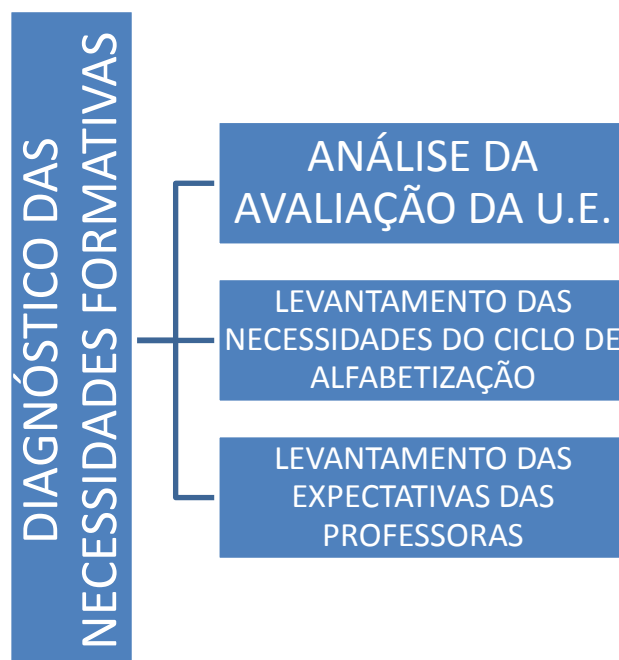 DIAGNÓSTICO DAS
NECESSIDADES FORMATIVAS
ANÁLISE DA
AVALIAÇÃO DA U.E.
LEVANTAMENTO DAS
NECESSIDADES DO CICLO DE
ALFABETIZAÇÃO
LEVANTAMENTO DAS
EXPECTATIVAS DAS
PROFESSORAS